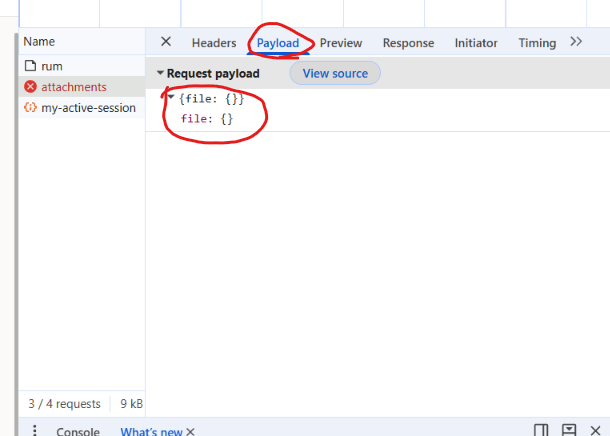 Name
Headers
Payload
Preview
Response
Initiator
Timing
rum
attachments
my-active-session
Request payload
View source
{file: {}}
file: {}
3 / 4 requests
9 kB
Console
What's new